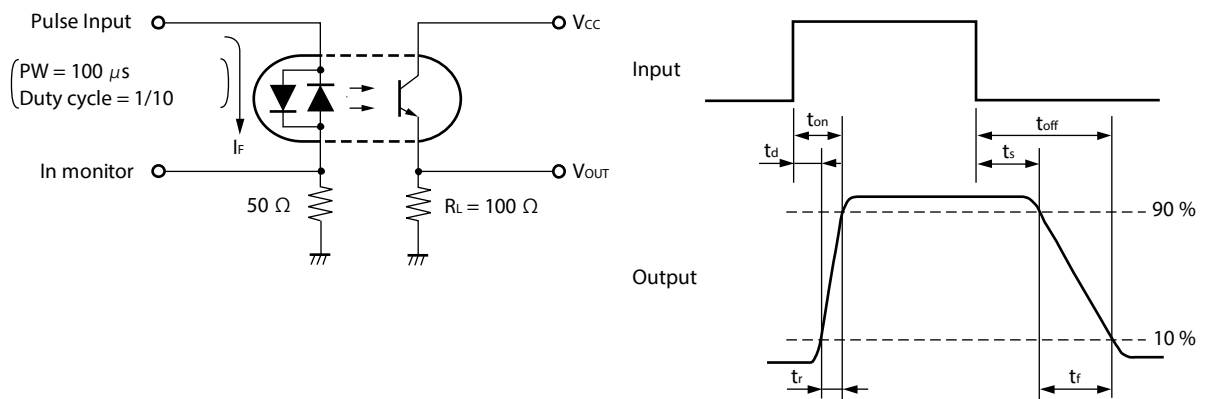 Pulse Input
VCC
PW = 100 μs
Duty cycle = 1/10
IF
In monitor
VOUT
50 Ω
RL = 100 Ω
Input
ton
toff
td
ts
90 %
Output
10 %
tr
tf